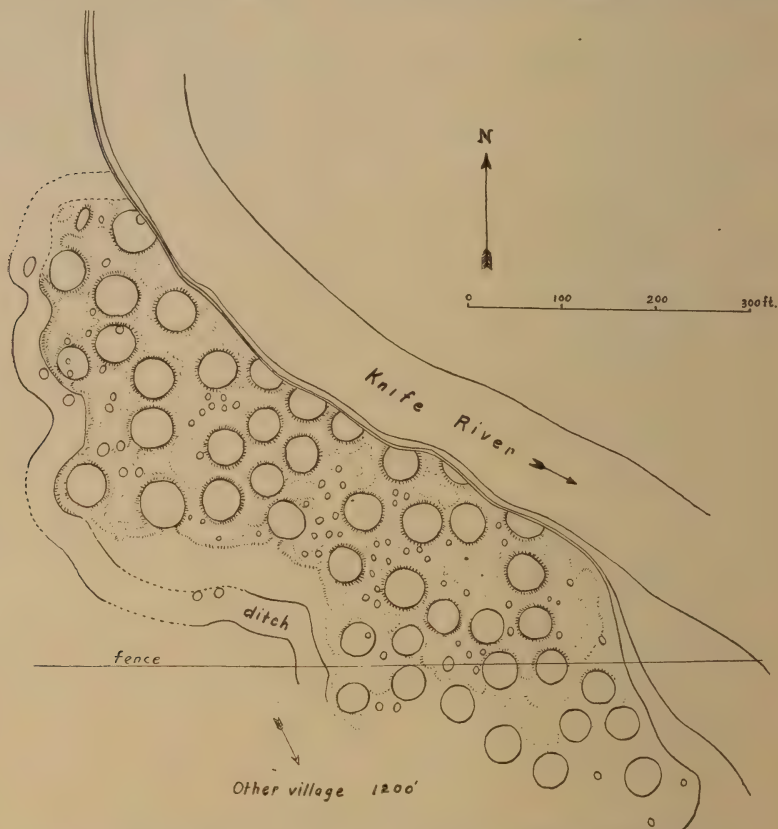 N
0 100 200 300 ft.
Knife River
ditch
fence
Other village 1200'